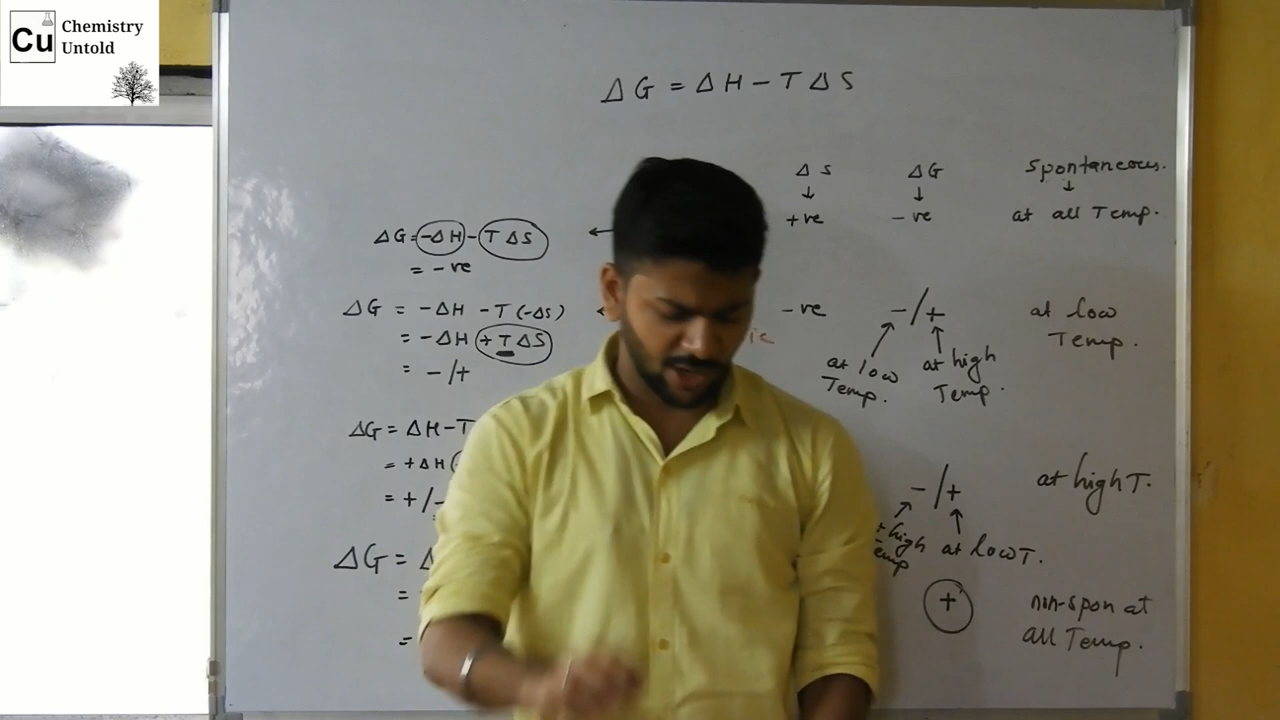 Cu Chemistry
Untold
ΔG = ΔH - TΔS
ΔS ΔG spontaneous.
↓ ↓ ↓
+ve -ve at all Temp.
ΔG = -ΔH - TΔS ←
= -ve
ΔG = -ΔH - T(-ΔS) ← -ve -/+ at low
= -ΔH + TΔS ic Temp.
= -/+ at low at high
Temp. Temp.
ΔG = ΔH - T
= +ΔH (
= +/- -/+ at high T.
high at low T.
ΔG =
= + non-spon at
= all Temp.